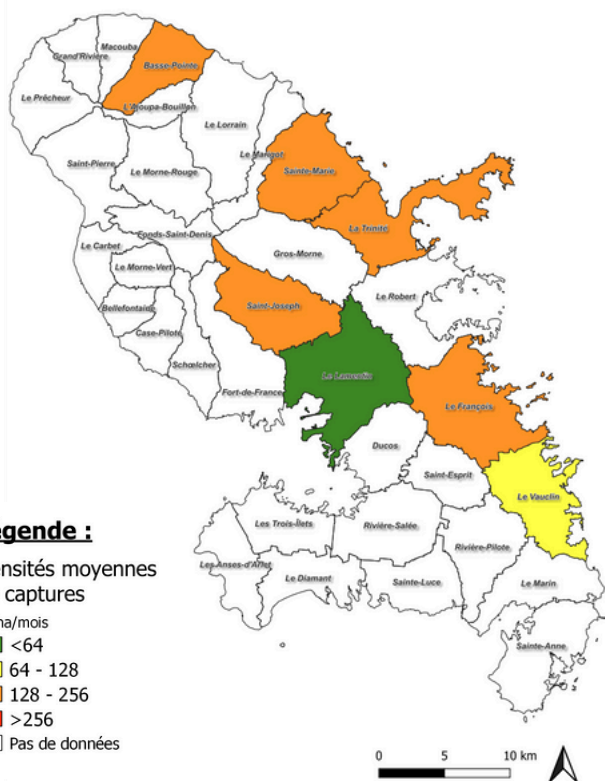 Macouba
Grand'Rivière
Basse-Pointe
Le Prêcheur
L'Ajoupa-Bouillon
Le Lorrain
Le Marigot
Saint-Pierre
Le Morne-Rouge
Sainte-Marie
La Trinité
Fonds-Saint-Denis
Le Carbet
Gros-Morne
Le Morne-Vert
Le Robert
Bellefontaine
Saint-Joseph
Case-Pilote
Schœlcher
Le Lamentin
Fort-de-France
Le François
Ducos
Saint-Esprit
Le Vauclin
Les Trois-Îlets
Rivière-Salée
Rivière-Pilote
Les Anses-d'Arlet
Le Diamant
Sainte-Luce
Le Marin
Sainte-Anne
égende :
ensités moyennes
captures
na/mois
<64
64 - 128
128 - 256
>256
Pas de données
0 5 10 km